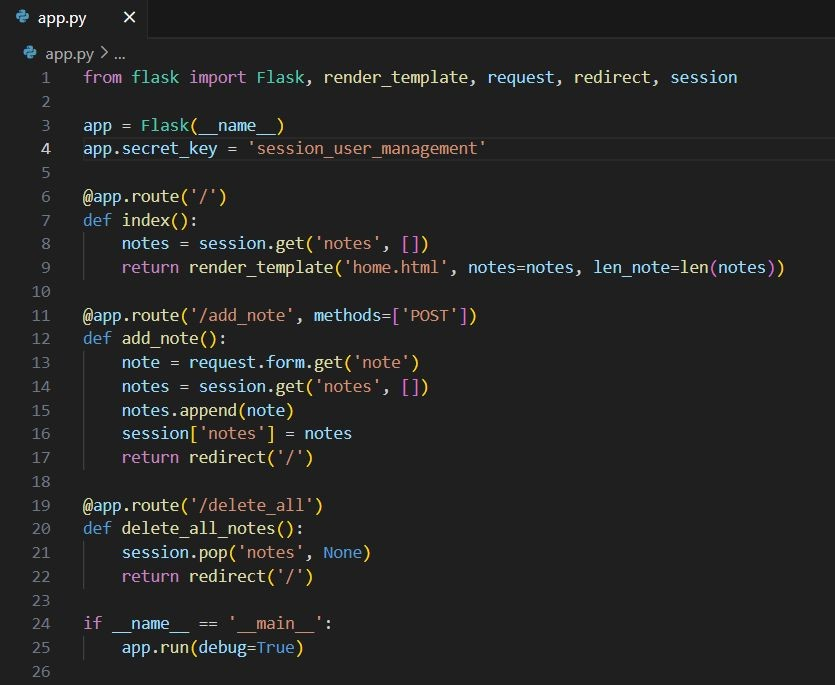 app.py ×
app.py > ...
1 from flask import Flask, render_template, request, redirect, session
2
3 app = Flask(__name__)
4 app.secret_key = 'session_user_management'
5
6 @app.route('/')
7 def index():
8     notes = session.get('notes', [])
9     return render_template('home.html', notes=notes, len_note=len(notes))
10
11 @app.route('/add_note', methods=['POST'])
12 def add_note():
13     note = request.form.get('note')
14     notes = session.get('notes', [])
15     notes.append(note)
16     session['notes'] = notes
17     return redirect('/')
18
19 @app.route('/delete_all')
20 def delete_all_notes():
21     session.pop('notes', None)
22     return redirect('/')
23
24 if __name__ == '__main__':
25     app.run(debug=True)
26